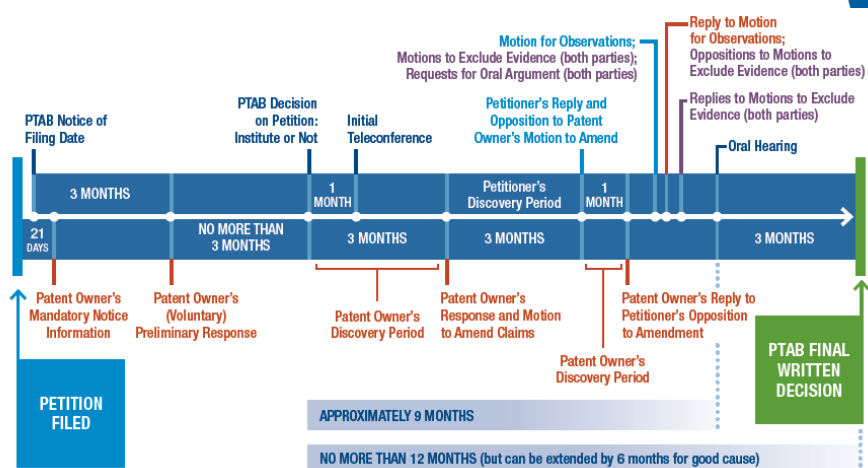 Motion for Observations;
Motions to Exclude Evidence (both parties);
Requests for Oral Argument (both parties)
Reply to Motion
for Observations;
Oppositions to Motions to
Exclude Evidence (both parties)
PTAB Notice of
Filing Date
PTAB Decision
on Petition:
Institute or Not
Initial
Teleconference
Petitioner's Reply and
Opposition to Patent
Owner's Motion to Amend
Replies to Motions to Exclude
Evidence (both parties)
Oral Hearing
3 MONTHS
1
MONTH
Petitioner's
Discovery Period
1
MONTH
21
DAYS
NO MORE THAN
3 MONTHS
3 MONTHS
3 MONTHS
3 MONTHS
Patent Owner's
Mandatory Notice
Information
Patent Owner's
(Voluntary)
Preliminary Response
Patent Owner's
Discovery Period
Patent Owner's
Response and Motion
to Amend Claims
Patent Owner's
Discovery Period
Patent Owner's Reply to
Petitioner's Opposition
to Amendment
PETITION
FILED
PTAB FINAL
WRITTEN
DECISION
APPROXIMATELY 9 MONTHS
NO MORE THAN 12 MONTHS (but can be extended by 6 months for good cause)